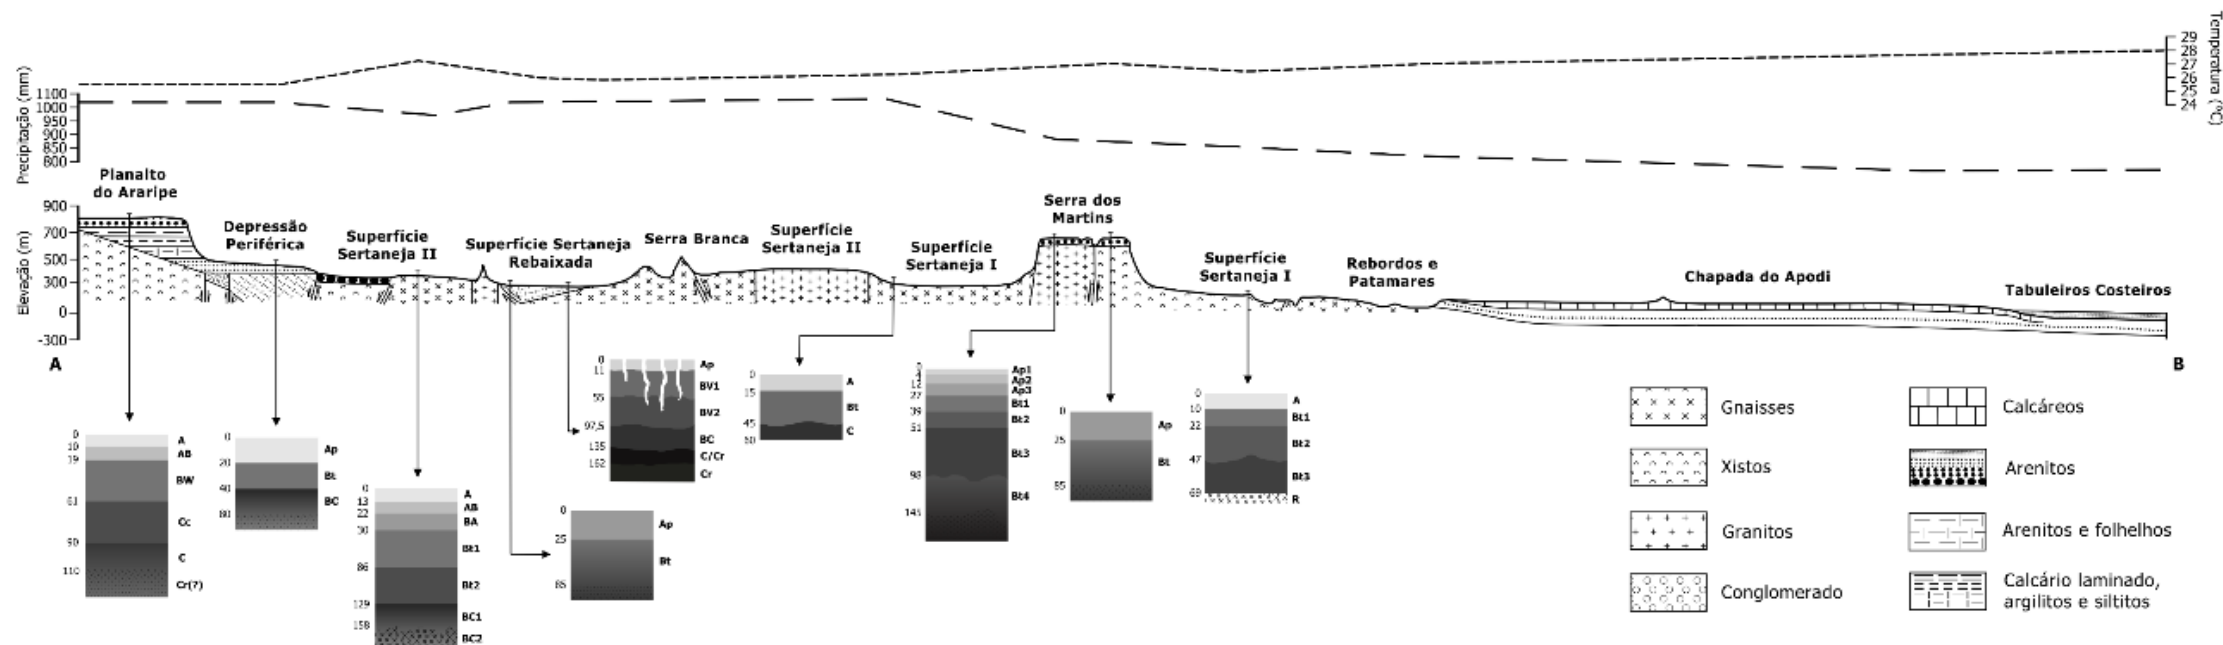 Precipitação (mm)
1100
1000
950
900
850
800
Temperatura (°C)
29
28
27
26
25
24
Elevação (m)
900
700
500
300
0
-300
A
B
Planalto
do Araripe
Depressão
Periférica
Superfície
Sertaneja II
Superfície Sertaneja
Rebaixada
Serra Branca
Superfície
Sertaneja II
Superfície
Sertaneja I
Serra dos
Martins
Superfície
Sertaneja I
Rebordos e
Patamares
Chapada do Apodi
Tabuleiros Costeiros
0
10
19
61
90
110
A
AB
BW
Cc
C
Cr(?)
0
20
40
80
Ap
Bt
BC
0
13
22
30
86
129
158
A
AB
BA
Bt1
Bt2
BC1
BC2
0
11
55
97,5
135
162
Ap
BV1
BV2
BC
C/Cr
Cr
0
25
85
Ap
Bt
0
15
45
60
A
Bt
C
27
39
51
98
145
Ap1
Ap2
Ap3
Bt1
Bt2
Bt3
Bt4
0
25
85
Ap
Bt
0
10
22
47
69
A
Bt1
Bt2
Bt3
R
Gnaisses
Xistos
Granitos
Conglomerado
Calcáreos
Arenitos
Arenitos e folhelhos
Calcário laminado,
argilitos e siltitos